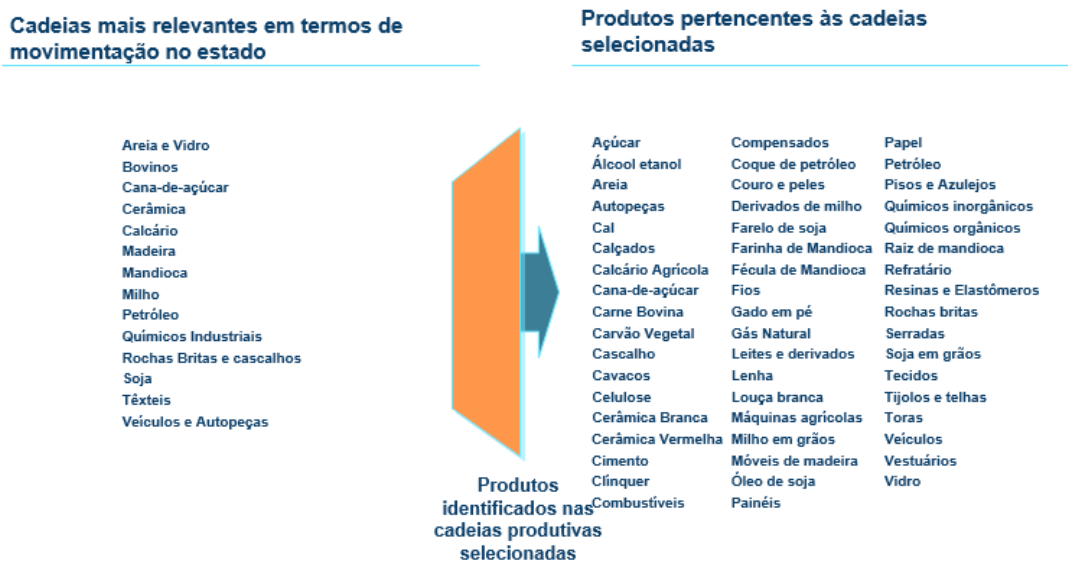 Cadeias mais relevantes em termos de
movimentação no estado
Produtos pertencentes às cadeias
selecionadas
Areia e Vidro
Bovinos
Cana-de-açúcar
Cerâmica
Calcário
Madeira
Mandioca
Milho
Petróleo
Químicos Industriais
Rochas Britas e cascalhos
Soja
Têxteis
Veículos e Autopeças
Produtos
identificados nas
cadeias produtivas
selecionadas
Açúcar
Álcool etanol
Areia
Autopeças
Cal
Calçados
Calcário Agrícola
Cana-de-açúcar
Carne Bovina
Carvão Vegetal
Cascalho
Cavacos
Celulose
Cerâmica Branca
Cerâmica Vermelha
Cimento
Clínquer
Combustíveis
Compensados
Coque de petróleo
Couro e peles
Derivados de milho
Farelo de soja
Farinha de Mandioca
Fécula de Mandioca
Fios
Gado em pé
Gás Natural
Leites e derivados
Lenha
Louça branca
Máquinas agrícolas
Milho em grãos
Móveis de madeira
Óleo de soja
Painéis
Papel
Petróleo
Pisos e Azulejos
Químicos inorgânicos
Químicos orgânicos
Raiz de mandioca
Refratário
Resinas e Elastômeros
Rochas britas
Serradas
Soja em grãos
Tecidos
Tijolos e telhas
Toras
Veículos
Vestuários
Vidro